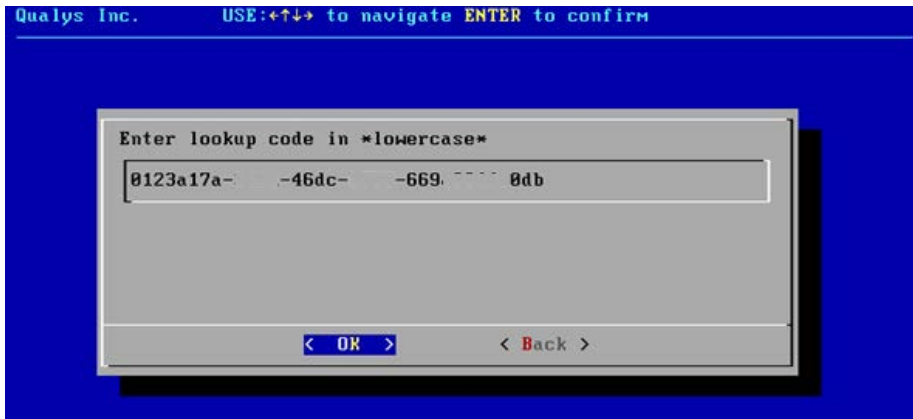 Qualys Inc. USE:←↑↓→ to navigate ENTER to confirm
Enter lookup code in *lowercase*
0123a17a- -46dc- -669 0db
< OK > < Back >